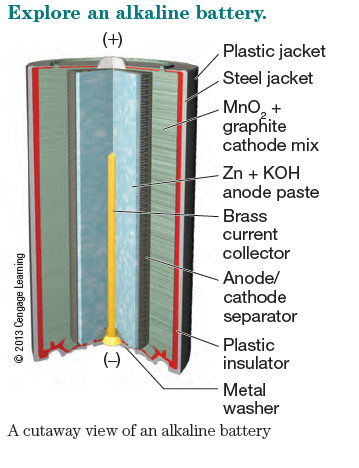 Explore an alkaline battery.
(+)
Plastic jacket
Steel jacket
MnO₂ +
graphite
cathode mix
Zn + KOH
anode paste
Brass
current
collector
Anode/
cathode
separator
Plastic
insulator
Metal
washer
(–)
© 2013 Cengage Learning
A cutaway view of an alkaline battery